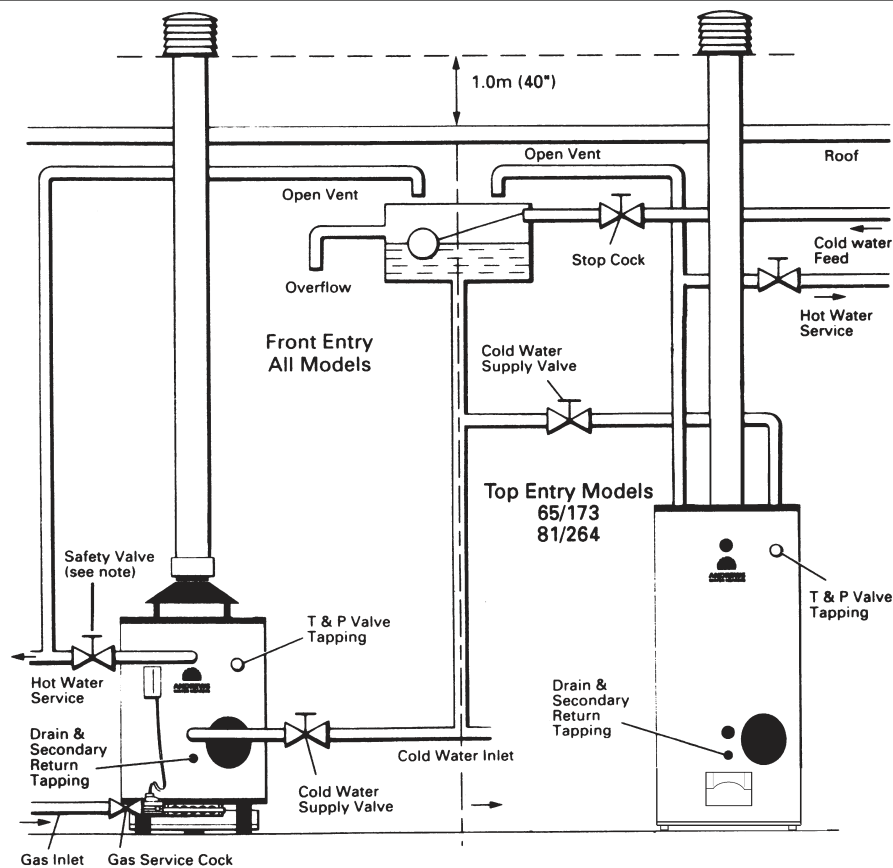 1.0m (40")
Open Vent
Roof
Open Vent
Cold water
Feed
Stop Cock
Overflow
Hot Water
Service
Front Entry
All Models
Cold Water
Supply Valve
Top Entry Models
65/173
81/264
Safety Valve
(see note)
T & P Valve
Tapping
T & P Valve
Tapping
Hot Water
Service
Drain &
Secondary
Return
Tapping
Drain &
Secondary
Return
Tapping
Cold Water Inlet
Cold Water
Supply Valve
Gas Inlet
Gas Service Cock